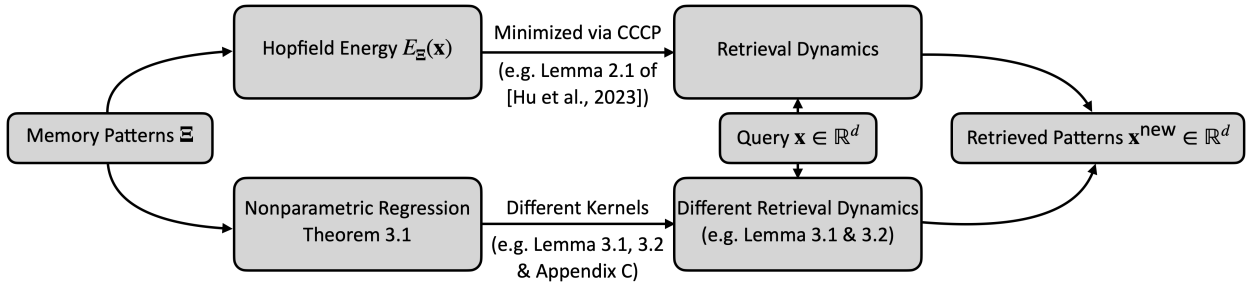 Hopfield Energy E_Ξ(x)
Minimized via CCCP
(e.g. Lemma 2.1 of
[Hu et al., 2023])
Retrieval Dynamics
Memory Patterns Ξ
Query x ∈ ℝ^d
Retrieved Patterns x^new ∈ ℝ^d
Nonparametric Regression
Theorem 3.1
Different Kernels
(e.g. Lemma 3.1, 3.2
& Appendix C)
Different Retrieval Dynamics
(e.g. Lemma 3.1 & 3.2)